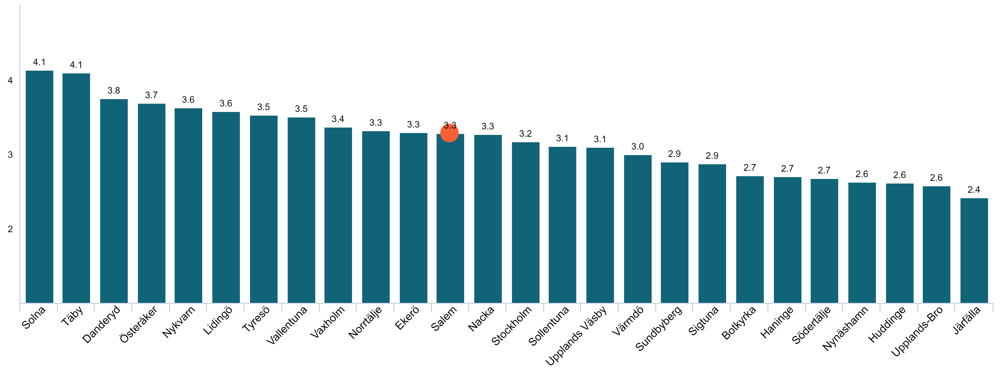 4.1
4.1
3.8
3.7
3.6
3.6
3.5
3.5
3.4
3.3
3.3
3.3
3.3
3.2
3.1
3.1
3.0
2.9
2.9
2.7
2.7
2.7
2.6
2.6
2.6
2.4
4
3
2
Solna
Täby
Danderyd
Österåker
Nykvarn
Lidingö
Tyresö
Vallentuna
Vaxholm
Norrtälje
Ekerö
Salem
Nacka
Stockholm
Sollentuna
Upplands Väsby
Värmdö
Sundbyberg
Sigtuna
Botkyrka
Haninge
Södertälje
Nynäshamn
Huddinge
Upplands-Bro
Järfälla